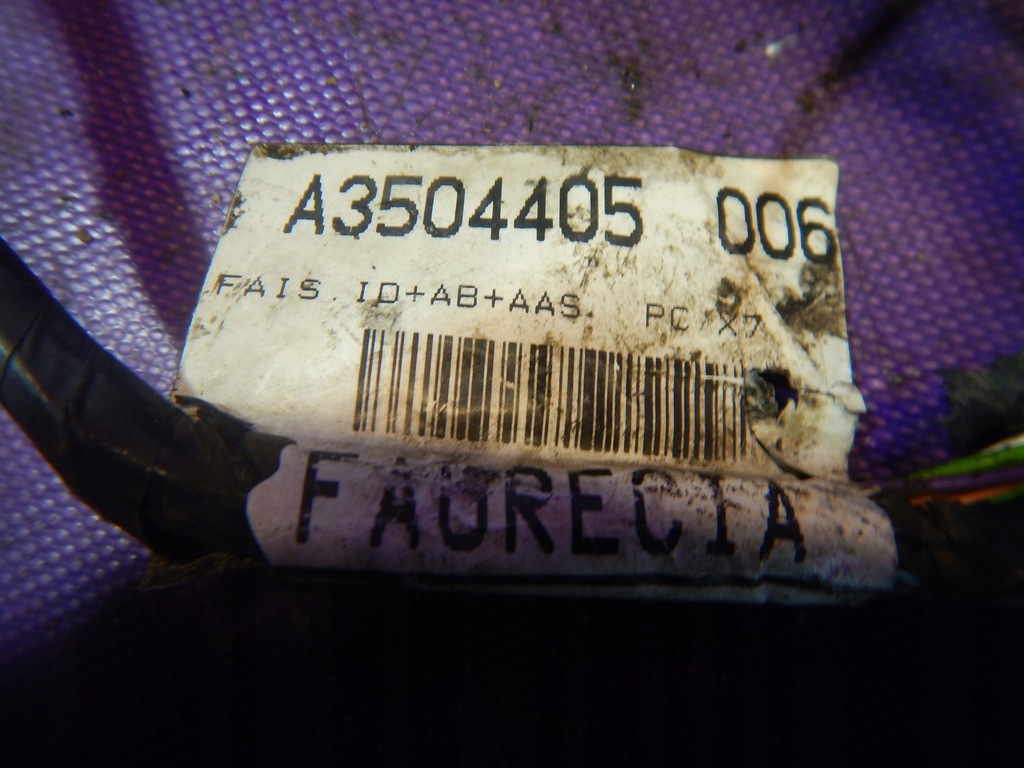 A3504405 006
FAIS. ID+AB+AAS. PC X7
FAURECIA